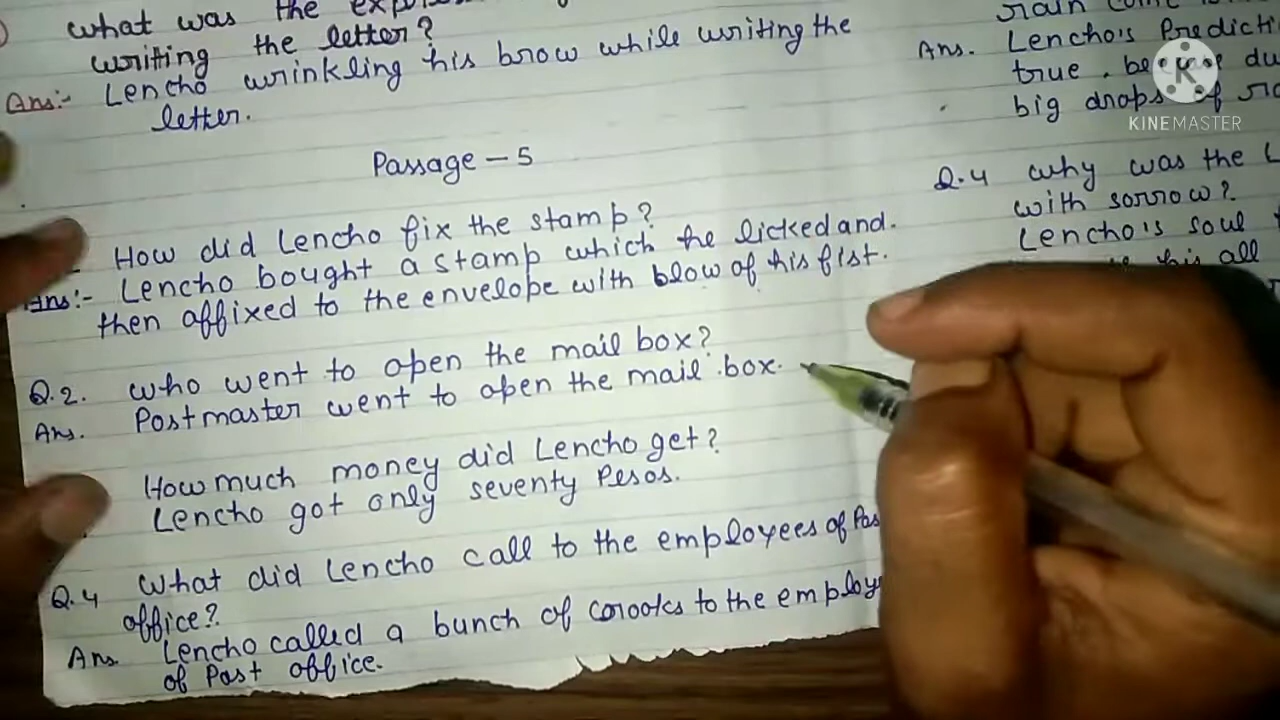 what was the
writing the letter?
Ans:- Lencho wrinkling his brow while writing the
letter.
Passage - 5
How did Lencho fix the stamp?
Ans:- Lencho bought a stamp which he licked and.
then affixed to the envelope with blow of his fist.
Q.2. who went to open the mail box?
Ans. Postmaster went to open the mail box.
How much money did Lencho get?
Lencho got only seventy Pesos.
Q.4 What did Lencho call to the employees of
office?
Ans Lencho called a bunch of crooks to the
of Post office.
rain
Ans. Lencho's
true.
big drops of
Q.4 why was the
with sorrow?
Lencho's soul
this all
KINEMASTER